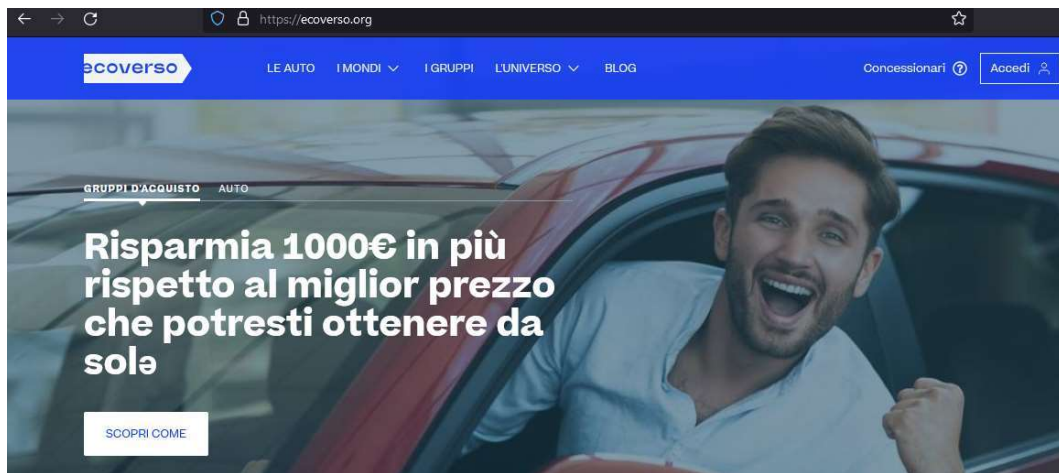 https://ecoverso.org
ecoverso
LE AUTO I MONDI I GRUPPI L'UNIVERSO BLOG
Concessionari ? Accedi
GRUPPI D'ACQUISTO AUTO
Risparmia 1000€ in più
rispetto al miglior prezzo
che potresti ottenere da
solə
SCOPRI COME